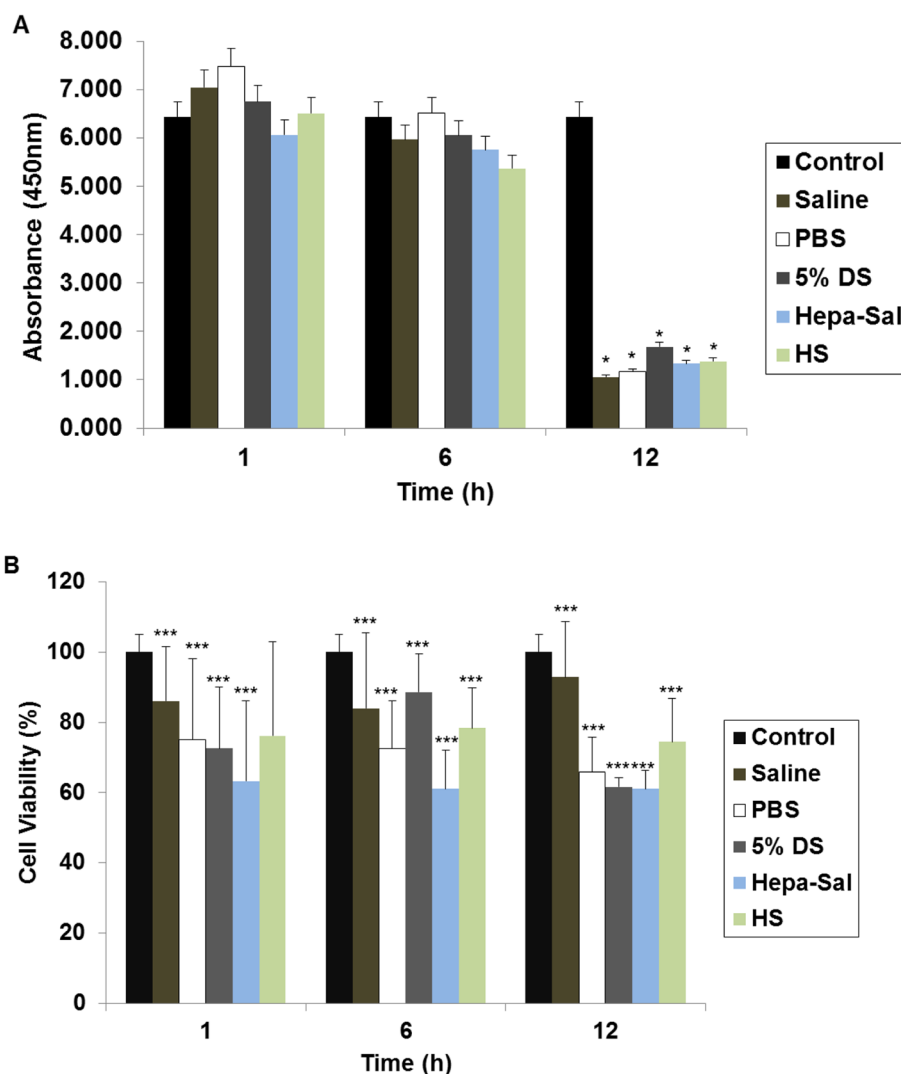 A
8.000
7.000
6.000
5.000
4.000
3.000
2.000
1.000
0.000
Absorbance (450nm)
* * * * *
1 6 12
Time (h)
Control
Saline
PBS
5% DS
Hepa-Sal
HS
B
120
100
80
60
40
20
0
Cell Viability (%)
*** *** *** *** *** *** *** *** *** *** *** ****** ***
1 6 12
Time (h)
Control
Saline
PBS
5% DS
Hepa-Sal
HS